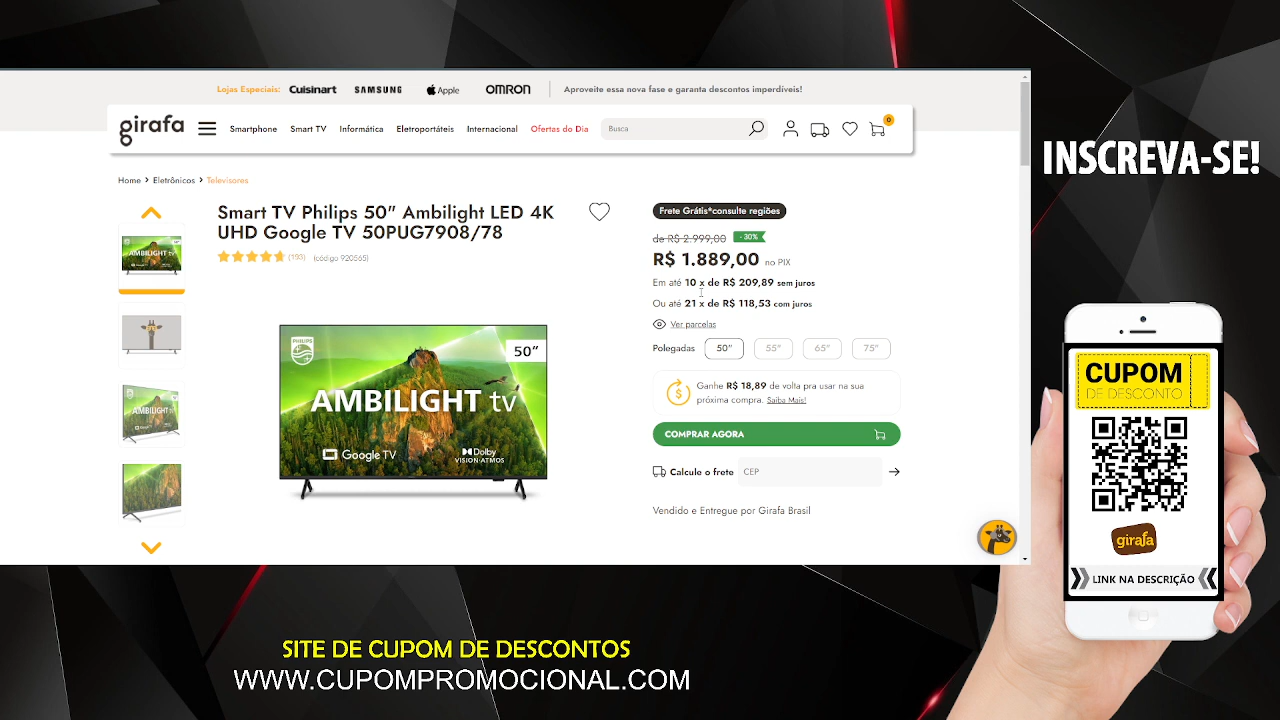 Lojas Especiais: Cuisinart SAMSUNG Apple OMRON Aproveite essa nova fase e garanta descontos imperdíveis!
girafa Smartphone Smart TV Informática Eletroportáteis Internacional Ofertas do Dia Busca 0
Home > Eletrônicos > Televisores
Smart TV Philips 50" Ambilight LED 4K
UHD Google TV 50PUG7908/78
(193) (código 920565)
AMBILIGHT tv
AMBILIGHT tv
PHILIPS
50"
AMBILIGHT tv
Google TV
Dolby
VISION·ATMOS
Frete Grátis*consulte regiões
de R$ 2.999,00 - 30%
R$ 1.889,00 no PIX
Em até 10 x de R$ 209,89 sem juros
Ou até 21 x de R$ 118,53 com juros
Ver parcelas
Polegadas 50" 55" 65" 75"
Ganhe R$ 18,89 de volta pra usar na sua
próxima compra. Saiba Mais!
COMPRAR AGORA
Calcule o frete CEP
Vendido e Entregue por Girafa Brasil
INSCREVA-SE!
CUPOM
DE DESCONTO
girafa
LINK NA DESCRIÇÃO
SITE DE CUPOM DE DESCONTOS
WWW.CUPOMPROMOCIONAL.COM